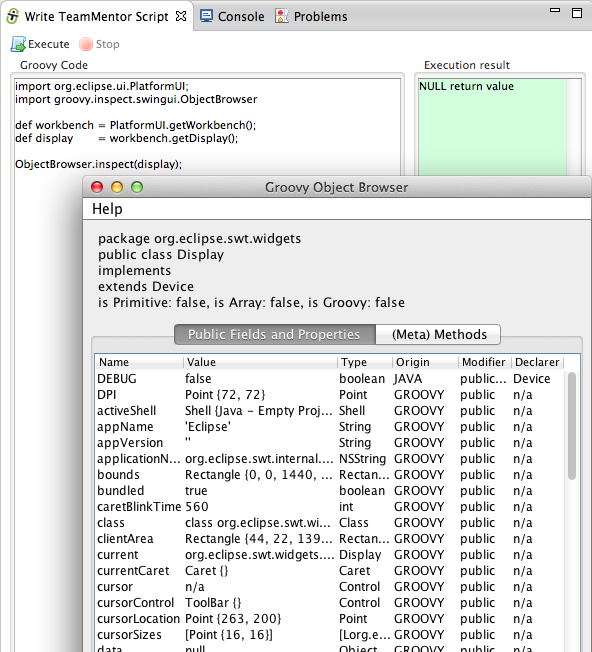 Write TeamMentor Script Console Problems
Execute Stop
Groovy Code Execution result
import org.eclipse.ui.PlatformUI;
import groovy.inspect.swingui.ObjectBrowser
def workbench = PlatformUI.getWorkbench();
def display = workbench.getDisplay();
ObjectBrowser.inspect(display);
NULL return value
Groovy Object Browser
Help
package org.eclipse.swt.widgets
public class Display
implements
extends Device
is Primitive: false, is Array: false, is Groovy: false
Public Fields and Properties (Meta) Methods
Name Value Type Origin Modifier Declarer
DEBUG false boolean JAVA public... Device
DPI Point {72, 72} Point GROOVY public n/a
activeShell Shell {Java – Empty Proj... Shell GROOVY public n/a
appName 'Eclipse' String GROOVY public n/a
appVersion '' String GROOVY public n/a
applicationN... org.eclipse.swt.internal.... NSString GROOVY public n/a
bounds Rectangle {0, 0, 1440, ... Rectan... GROOVY public n/a
bundled true boolean GROOVY public n/a
caretBlinkTime 560 int GROOVY public n/a
class class org.eclipse.swt.wi... Class GROOVY public n/a
clientArea Rectangle {44, 22, 139... Rectan... GROOVY public n/a
current org.eclipse.swt.widgets.... Display GROOVY public n/a
currentCaret Caret {} Caret GROOVY public n/a
cursor n/a Control GROOVY public n/a
cursorControl ToolBar {} Control GROOVY public n/a
cursorLocation Point {263, 200} Point GROOVY public n/a
cursorSizes [Point {16, 16}] [Lorg.e... GROOVY public n/a
data null Object GROOVY public n/a